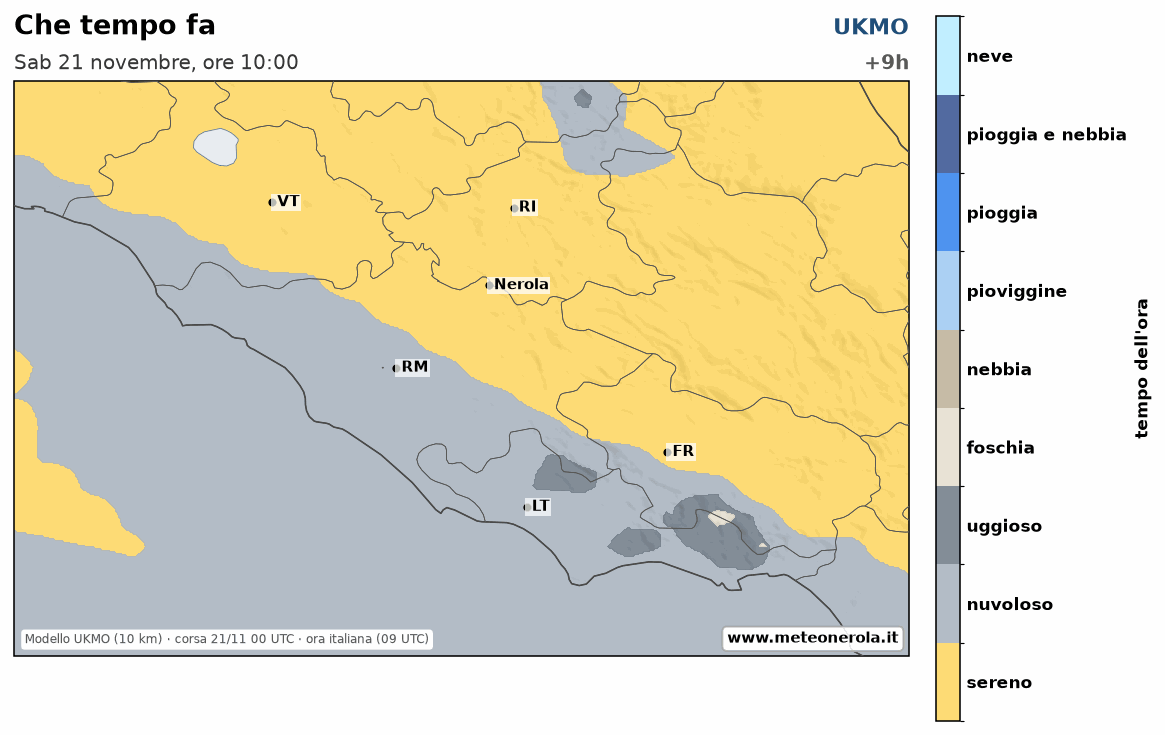 Che tempo fa
UKMO
Sab 21 novembre, ore 10:00
+9h
VT
RI
Nerola
RM
FR
LT
Modello UKMO (10 km) · corsa 21/11 00 UTC · ora italiana (09 UTC)
www.meteonerola.it
neve
pioggia e nebbia
pioggia
pioviggine
nebbia
foschia
uggioso
nuvoloso
sereno
tempo dell'ora